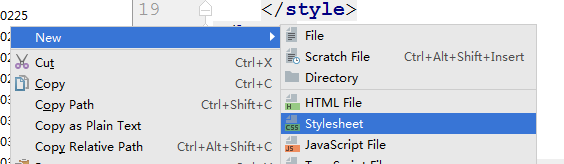 0225
19 </style>
New
Cut Ctrl+X
Copy Ctrl+C
Copy Path Ctrl+Shift+C
Copy as Plain Text
Copy Relative Path Ctrl+Alt+Shift+C
File
Scratch File Ctrl+Alt+Shift+Insert
Directory
HTML File
Stylesheet
JavaScript File